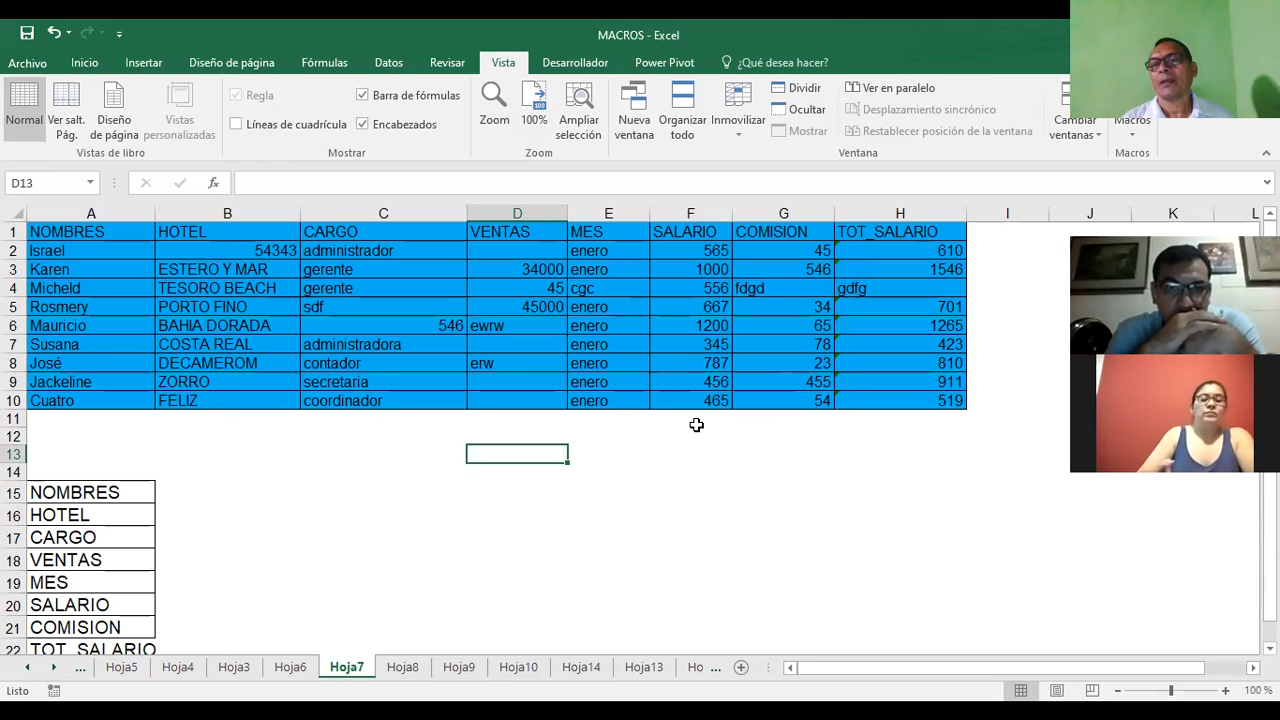 MACROS - Excel
Archivo Inicio Insertar Diseño de página Fórmulas Datos Revisar Vista Desarrollador Power Pivot ¿Qué desea hacer?
Normal
Ver salt. Pág.
Diseño de página
Vistas personalizadas
Vistas de libro
Regla
Barra de fórmulas
Líneas de cuadrícula
Encabezados
Mostrar
Zoom
100
100%
Ampliar selección
Zoom
Nueva ventana
Organizar todo
Inmovilizar
Dividir
Ocultar
Mostrar
Ver en paralelo
Desplazamiento sincrónico
Restablecer posición de la ventana
Cambiar ventanas
Ventana
Macros
Macros
D13 fx
A B C D E F G H I J K L
1 NOMBRES HOTEL CARGO VENTAS MES SALARIO COMISION TOT_SALARIO
2 Israel 54343 administrador enero 565 45 610
3 Karen ESTERO Y MAR gerente 34000 enero 1000 546 1546
4 Micheld TESORO BEACH gerente 45 cgc 556 fdgd gdfg
5 Rosmery PORTO FINO sdf 45000 enero 667 34 701
6 Mauricio BAHIA DORADA 546 ewrw enero 1200 65 1265
7 Susana COSTA REAL administradora enero 345 78 423
8 José DECAMEROM contador erw enero 787 23 810
9 Jackeline ZORRO secretaria enero 456 455 911
10 Cuatro FELIZ coordinador enero 465 54 519
11
12
13
14
15 NOMBRES
16 HOTEL
17 CARGO
18 VENTAS
19 MES
20 SALARIO
21 COMISION
22 TOT_SALARIO
... Hoja5 Hoja4 Hoja3 Hoja6 Hoja7 Hoja8 Hoja9 Hoja10 Hoja14 Hoja13 Ho ...
Listo 100 %